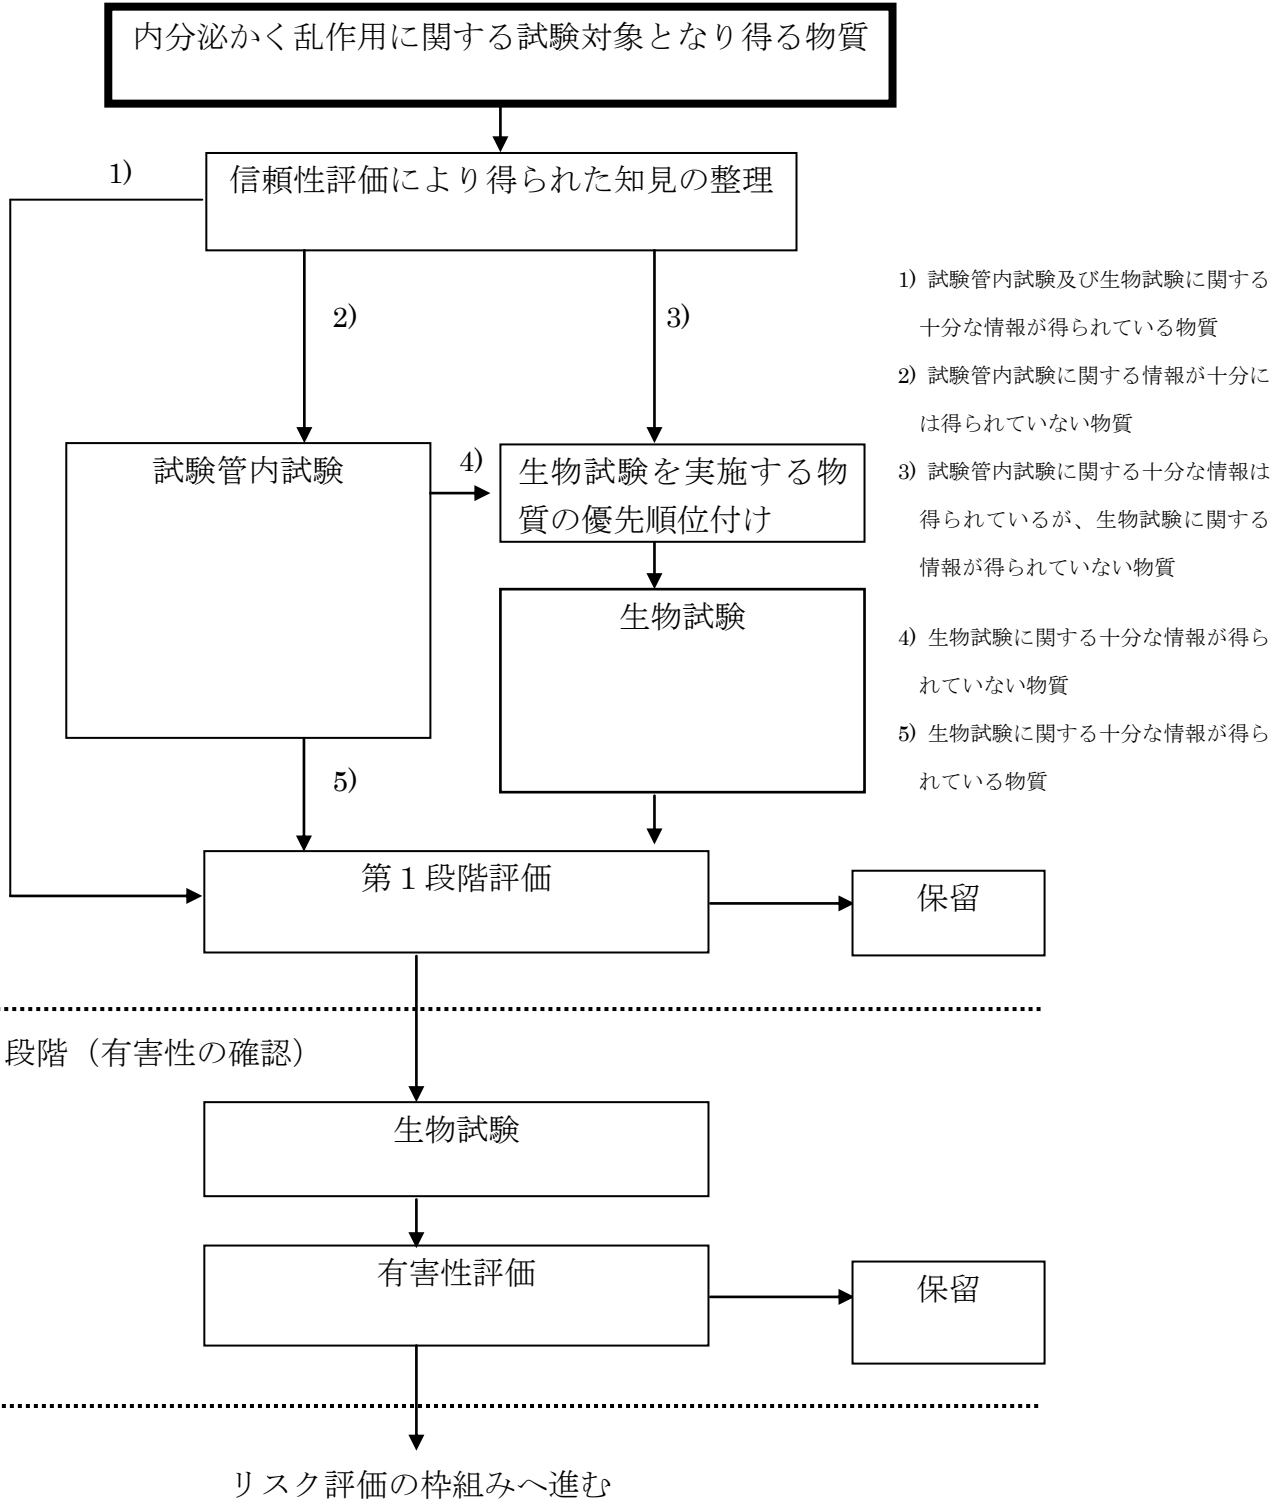 内分泌かく乱作用に関する試験対象となり得る物質
信頼性評価により得られた知見の整理
1)
2)
3)
1) 試験管内試験及び生物試験に関する
十分な情報が得られている物質
2) 試験管内試験に関する情報が十分に
は得られていない物質
3) 試験管内試験に関する十分な情報は
得られているが、生物試験に関する
情報が得られていない物質
4) 生物試験に関する十分な情報が得ら
れていない物質
5) 生物試験に関する十分な情報が得ら
れている物質
試験管内試験
4)
生物試験を実施する物
質の優先順位付け
生物試験
5)
第１段階評価
保留
段階（有害性の確認）
生物試験
有害性評価
保留
リスク評価の枠組みへ進む